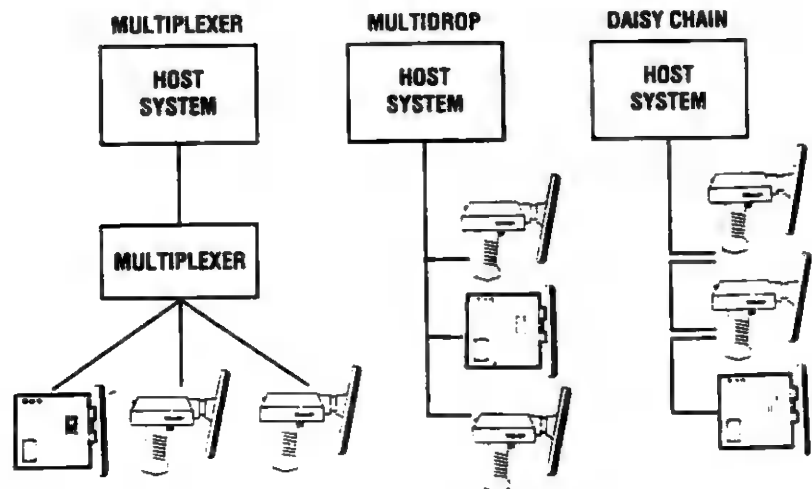 MULTIPLEXER
HOST
SYSTEM
MULTIPLEXER
MULTIDROP
HOST
SYSTEM
DAISY CHAIN
HOST
SYSTEM